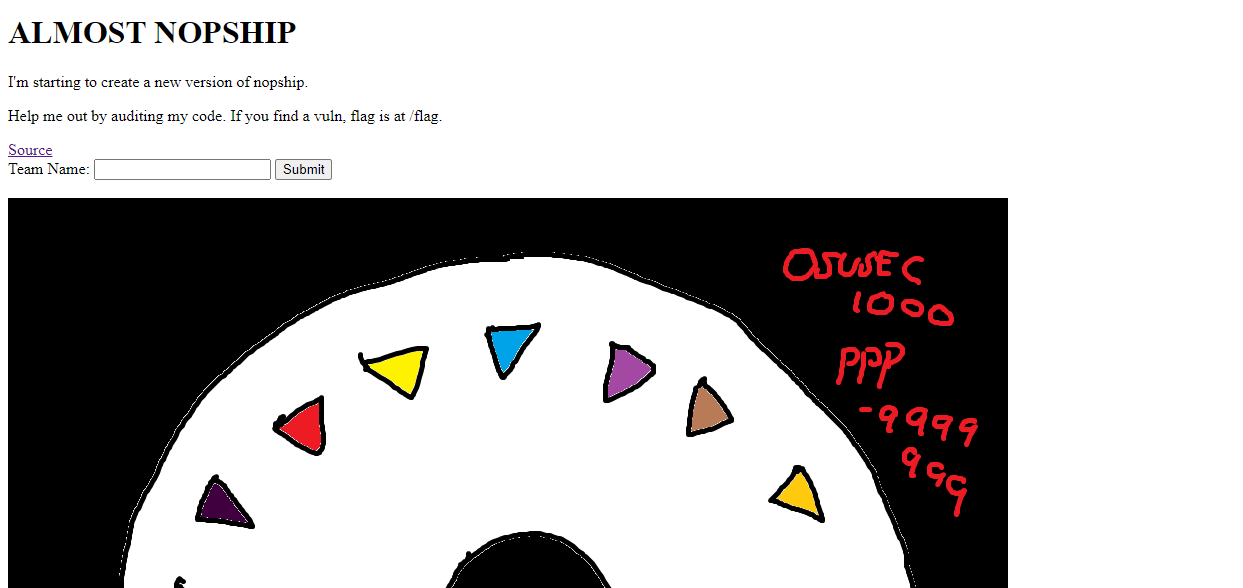 ALMOST NOPSHIP
I'm starting to create a new version of nopship.
Help me out by auditing my code. If you find a vuln, flag is at /flag.
Source
Team Name: Submit
OSUSEC
1000
PPP
-9999
999